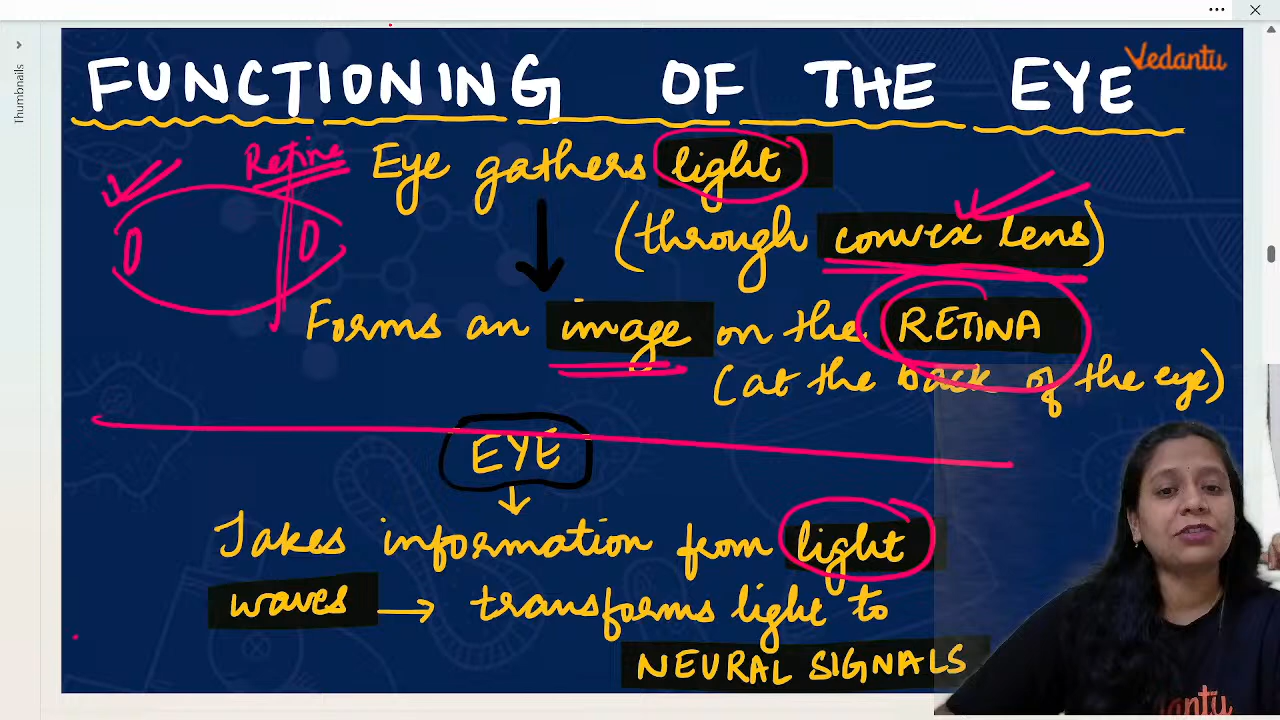 Thumbnails
FUNCTIONING OF THE EYE
Vedantu
Retina
Eye gathers light
(through convex lens)
Forms an image on the RETINA
(at the back of the eye)
EYE
Takes information from light
waves → transforms light to
NEURAL SIGNALS
Vedantu